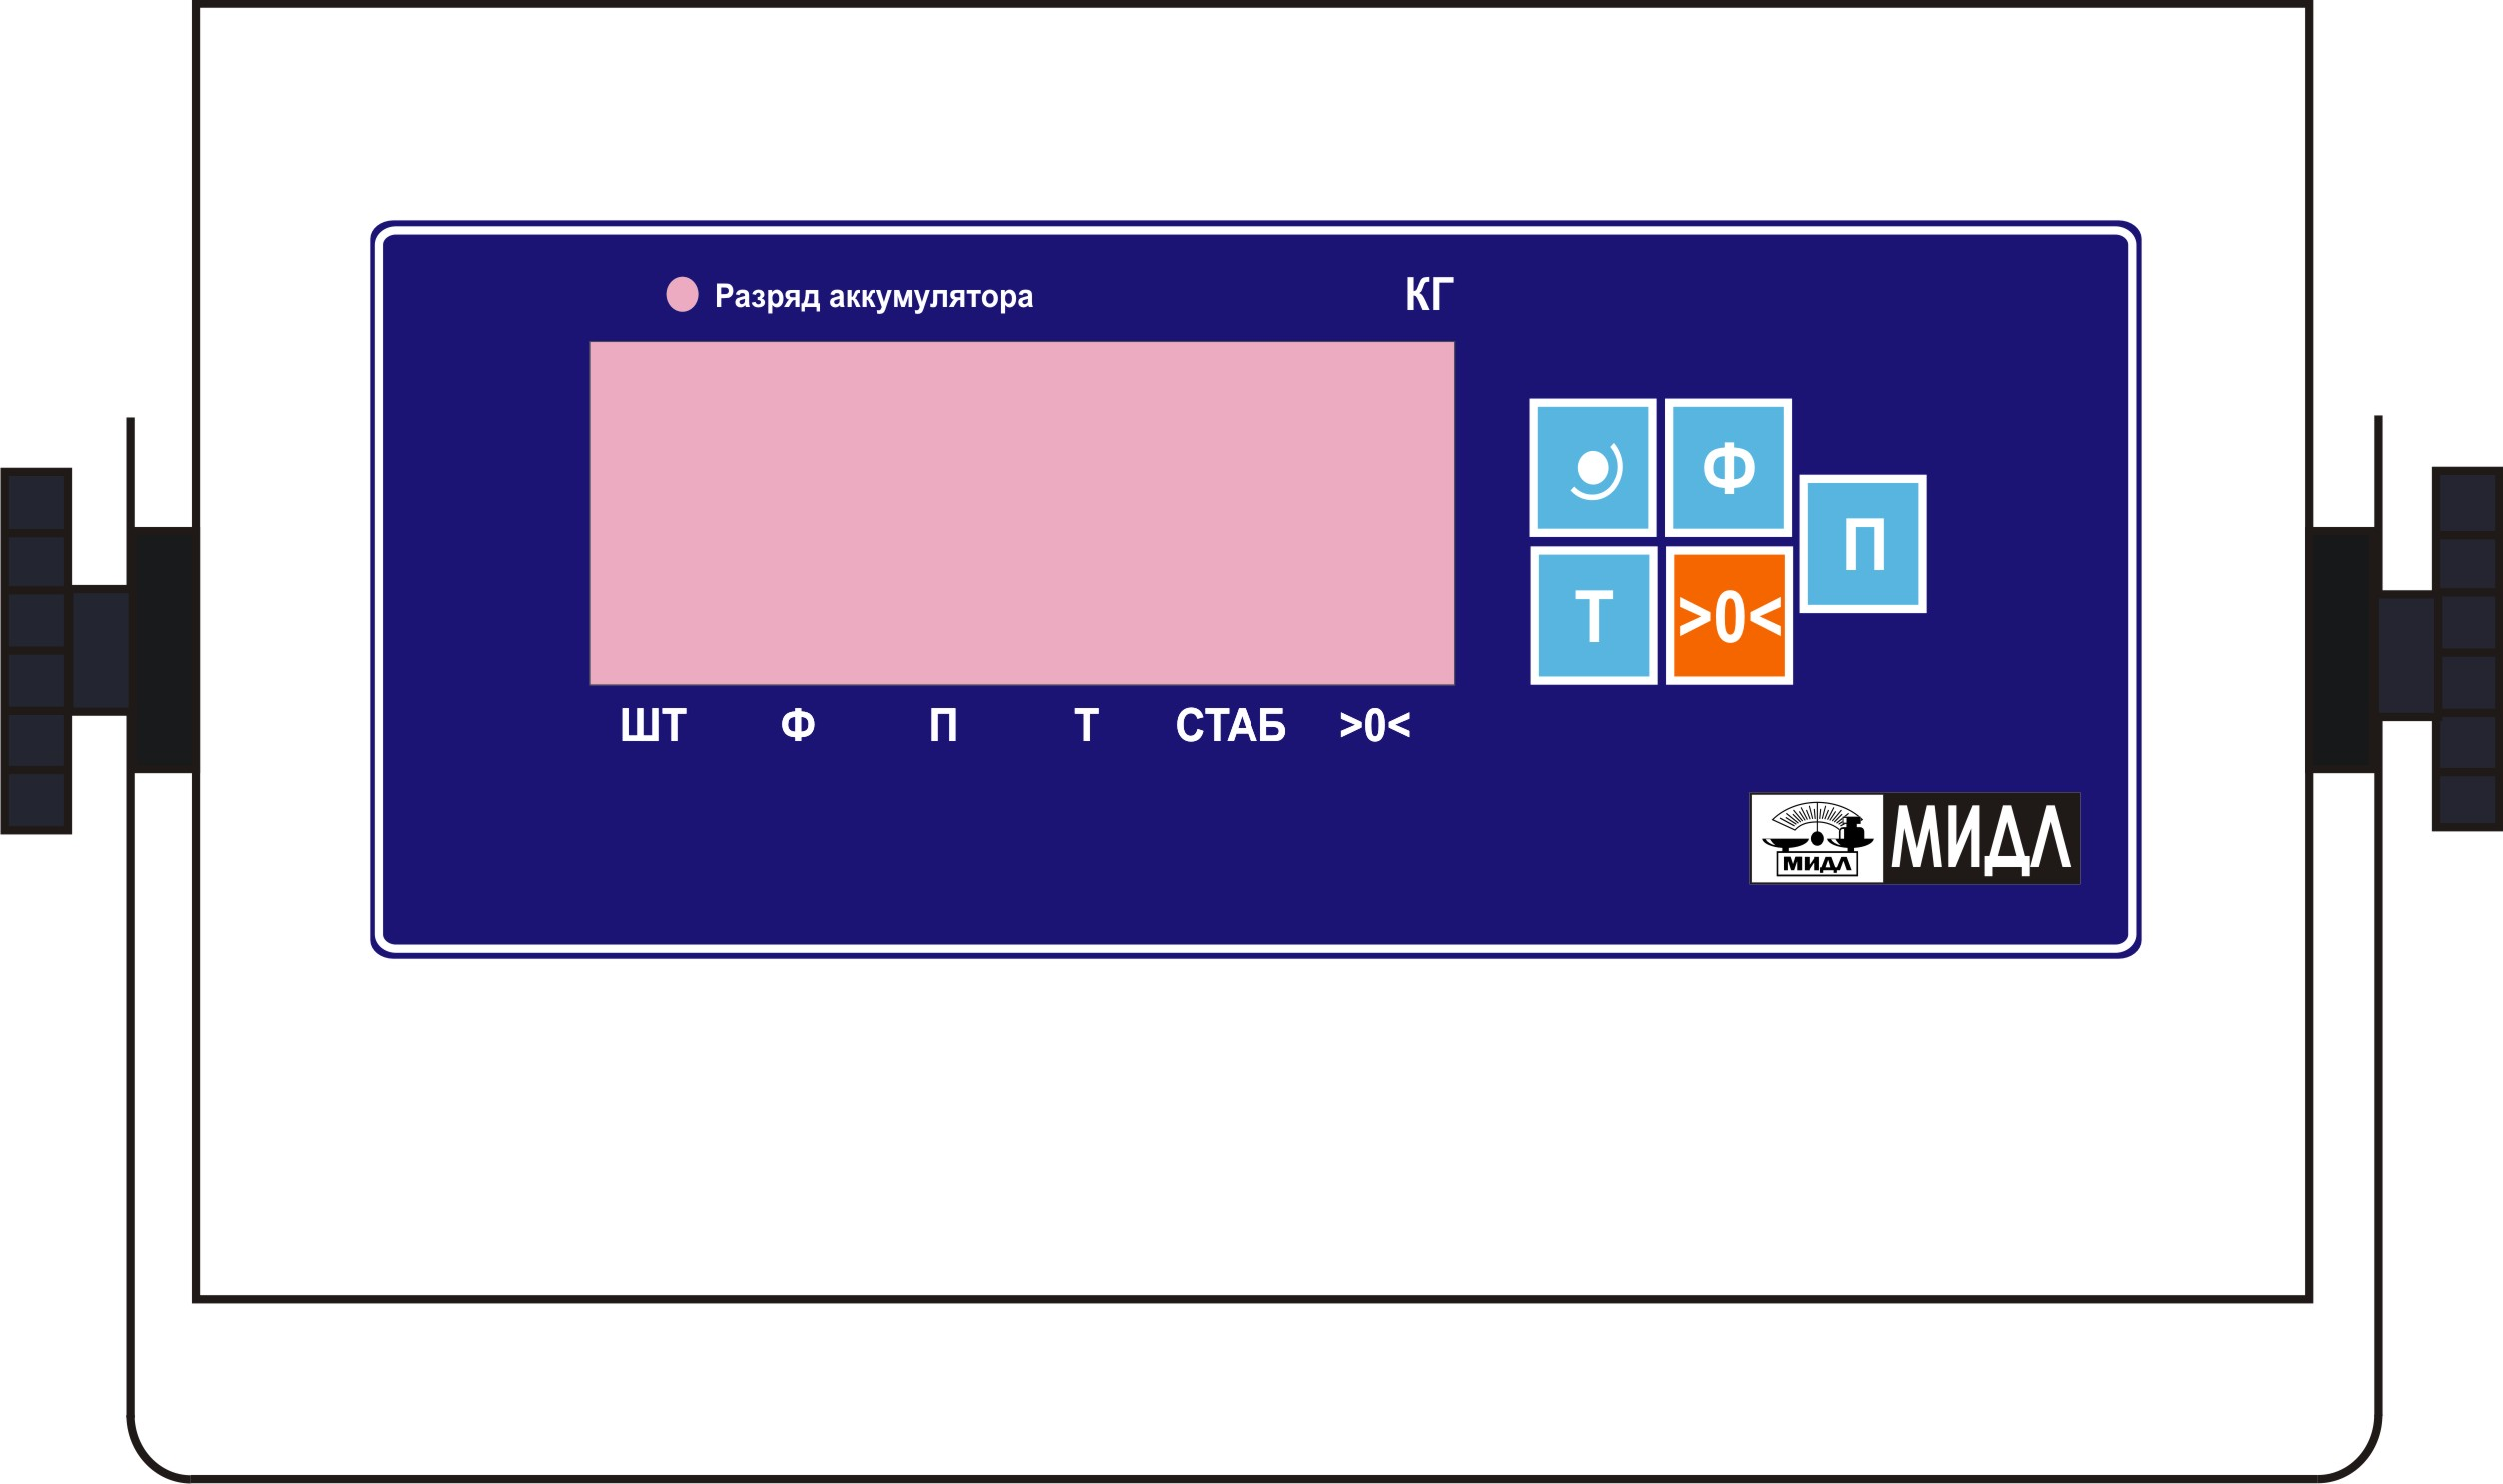 Разряд аккумулятора КГ
Ф
П
Т >0<
ШТ Ф П Т СТАБ >0<
МИДЛ МИДЛ